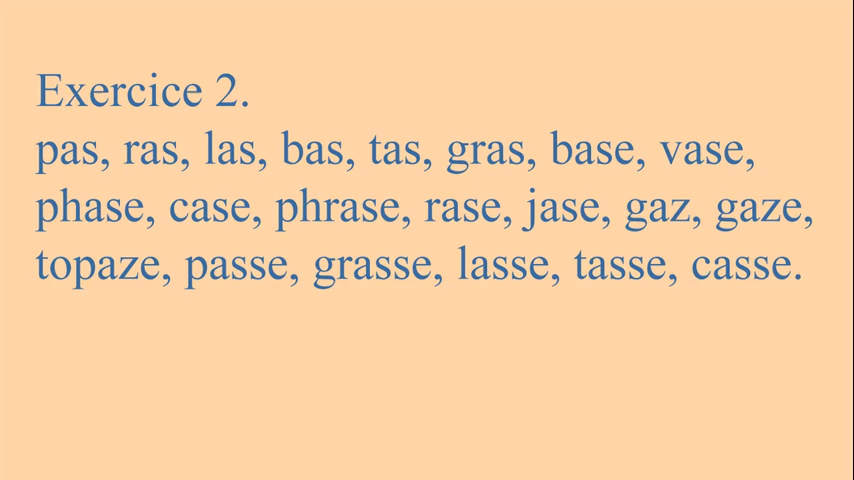 Exercice 2.
pas, ras, las, bas, tas, gras, base, vase,
phase, case, phrase, rase, jase, gaz, gaze,
topaze, passe, grasse, lasse, tasse, casse.